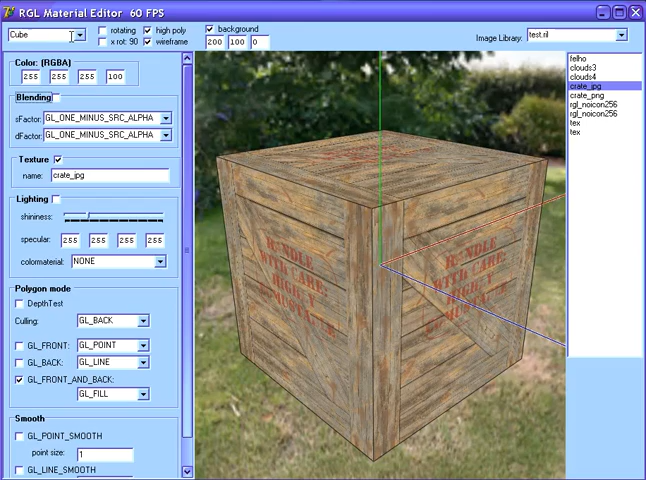 RGL Material Editor 60 FPS
Cube
rotating
high poly
x rot: 90
wireframe
background
200 100 0
Image Library: test.ril
Color: (RGBA)
255 255 255 100
Blending
sFactor: GL_ONE_MINUS_SRC_ALPHA
dFactor: GL_ONE_MINUS_SRC_ALPHA
Texture
name: crate_jpg
Lighting
shininess:
specular: 255 255 255 255
colormaterial: NONE
Polygon mode
DepthTest
Culling: GL_BACK
GL_FRONT: GL_POINT
GL_BACK: GL_LINE
GL_FRONT_AND_BACK:
GL_FILL
Smooth
GL_POINT_SMOOTH
point size: 1
GL_LINE_SMOOTH
felho
clouds3
clouds4
crate_jpg
crate_png
rgl_noicon256
rgl_noicon256
tex
tex
WITH CARE:
WITH CARE: